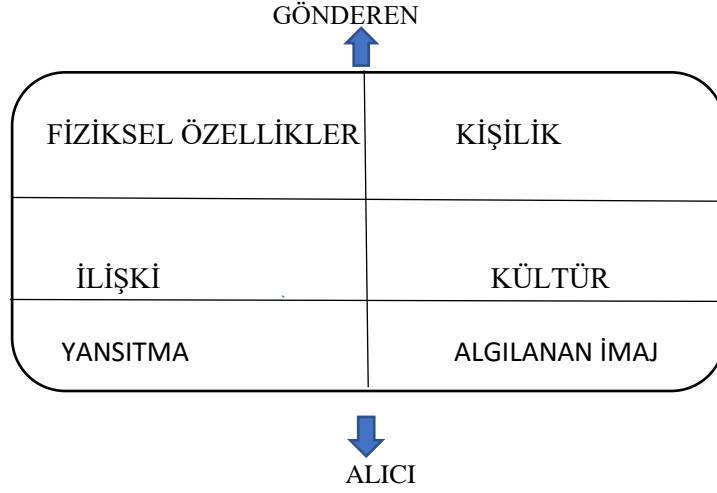 GÖNDEREN
FİZİKSEL ÖZELLİKLER KİŞİLİK
İLİŞKİ KÜLTÜR
YANSITMA ALGILANAN İMAJ
ALICI